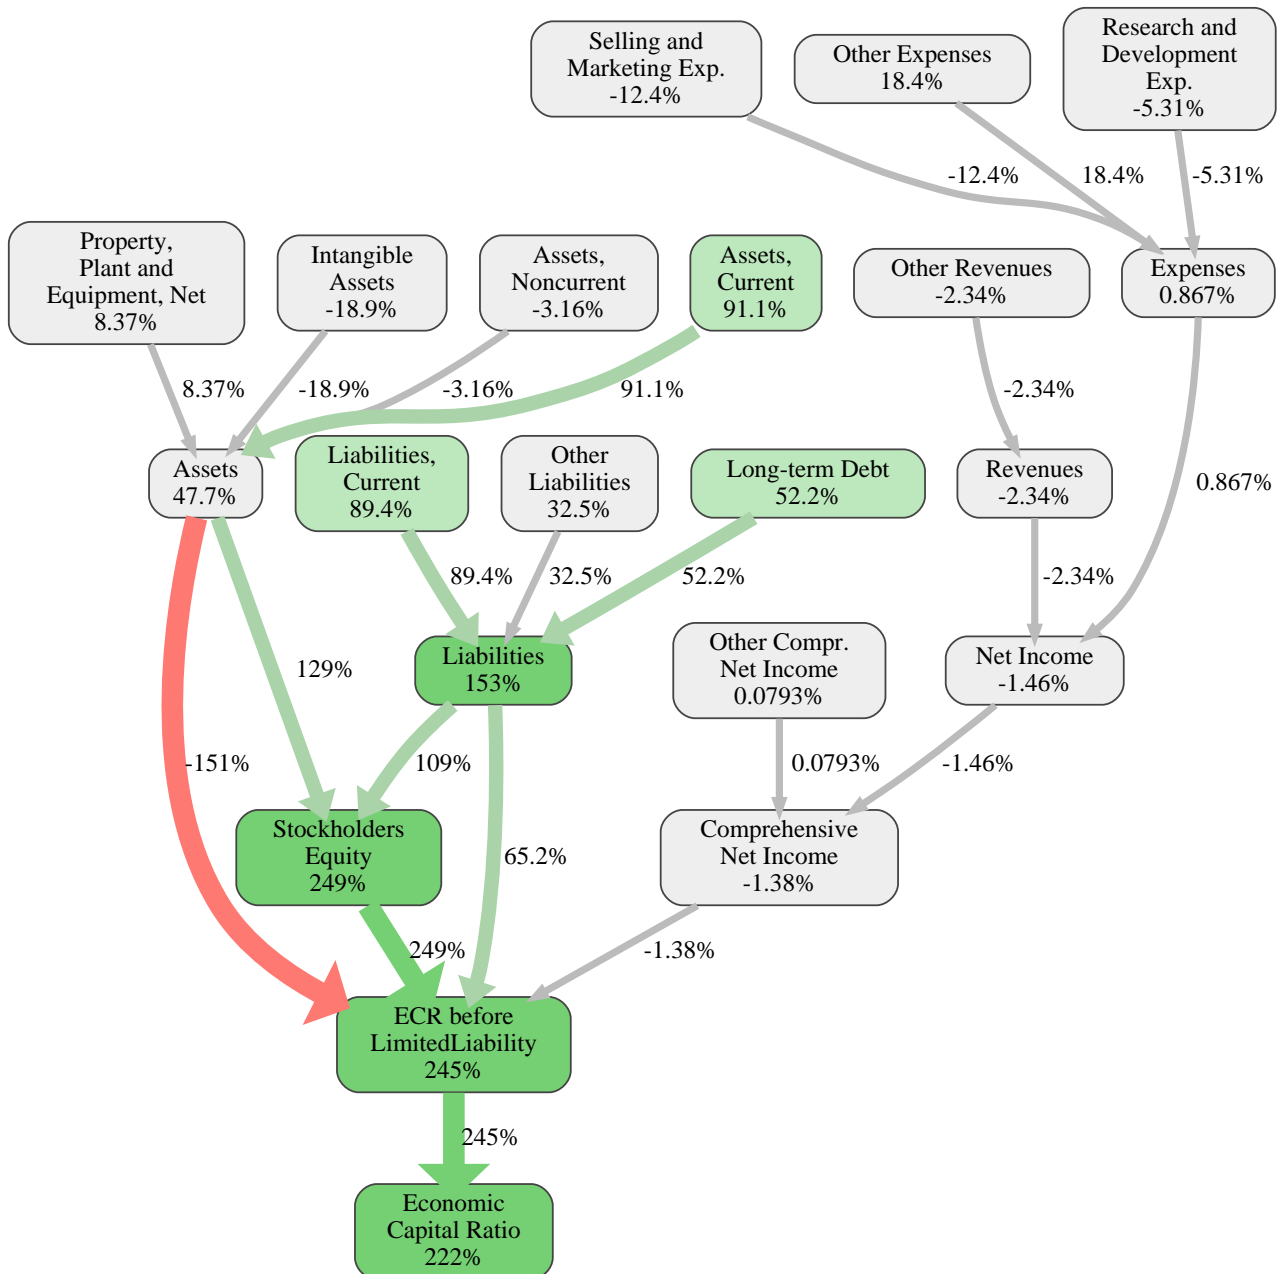 Selling and
Marketing Exp.
-12.4%
Other Expenses
18.4%
Research and
Development
Exp.
-5.31%
-12.4%
18.4%
-5.31%
Property,
Plant and
Equipment, Net
8.37%
Intangible
Assets
-18.9%
Assets,
Noncurrent
-3.16%
Assets,
Current
91.1%
Other Revenues
-2.34%
Expenses
0.867%
8.37%
-18.9%
-3.16%
91.1%
-2.34%
Assets
47.7%
Liabilities,
Current
89.4%
Other
Liabilities
32.5%
Long-term Debt
52.2%
Revenues
-2.34%
0.867%
89.4%
32.5%
52.2%
-2.34%
129%
Liabilities
153%
Other Compr.
Net Income
0.0793%
Net Income
-1.46%
-151%
109%
0.0793%
-1.46%
Stockholders
Equity
249%
65.2%
Comprehensive
Net Income
-1.38%
249%
-1.38%
ECR before
LimitedLiability
245%
245%
Economic
Capital Ratio
222%